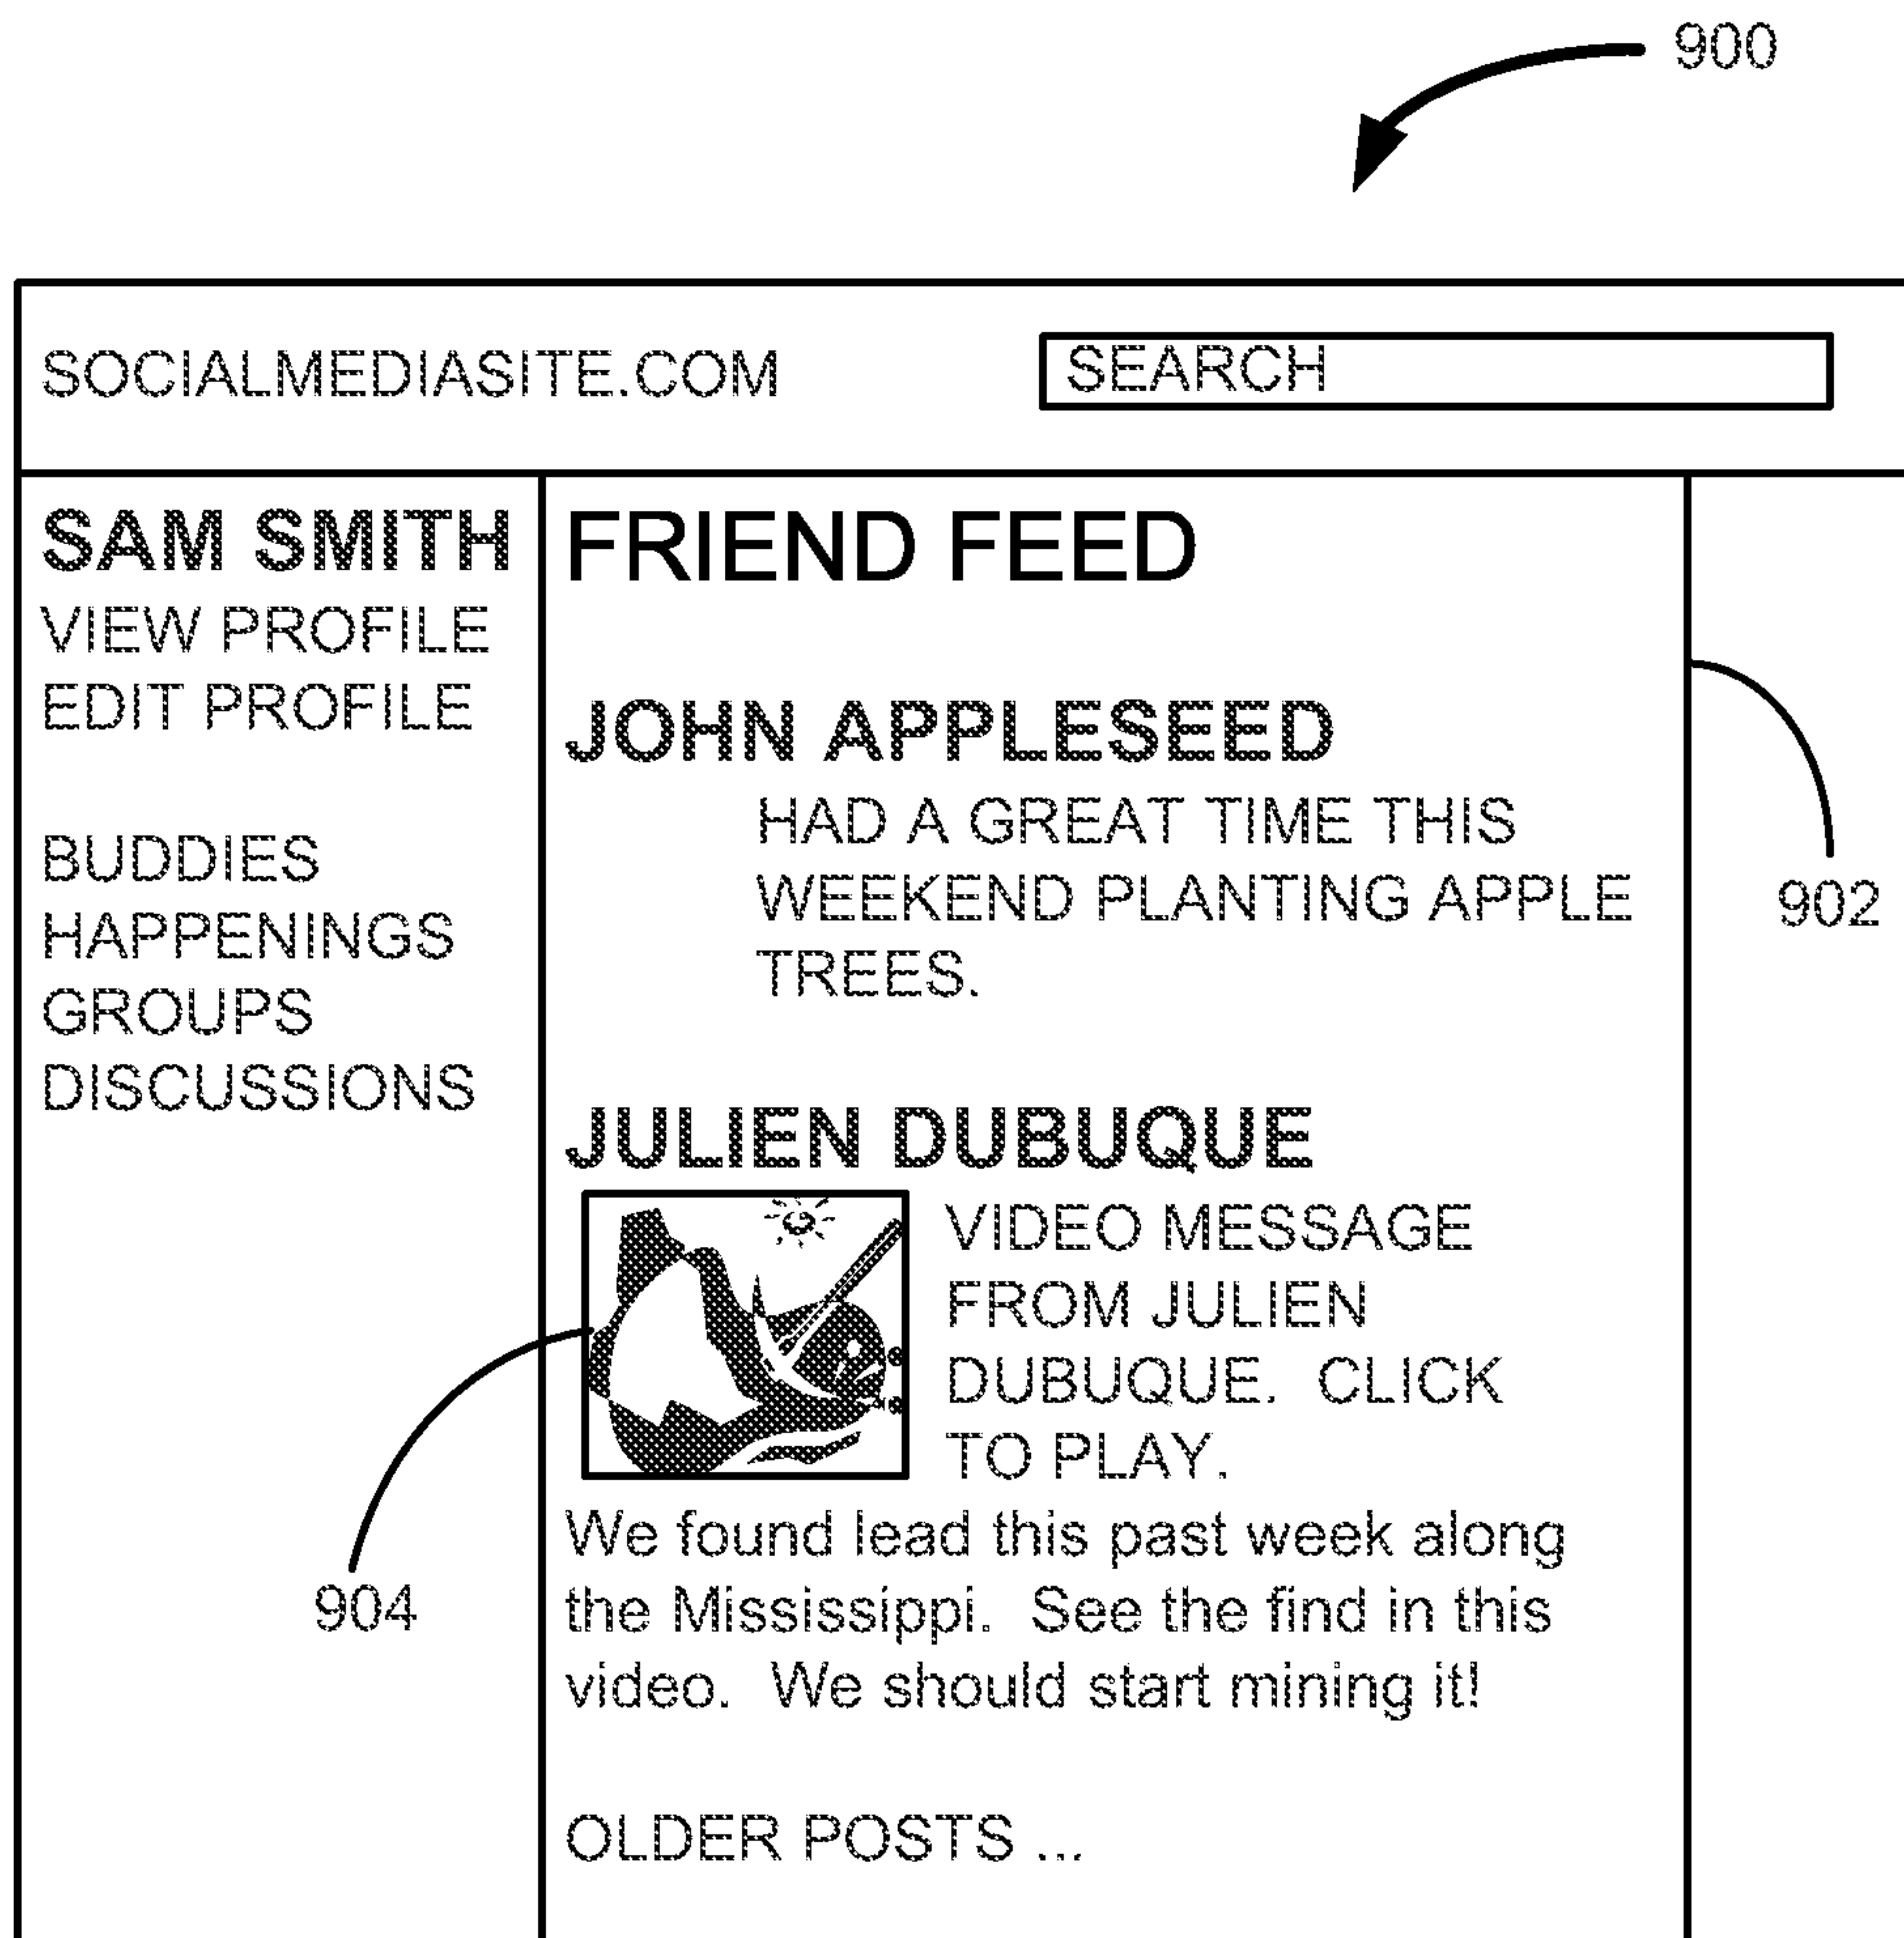 900
SOCIALMEDIASITE.COM
SEARCH
SAM SMITH
VIEW PROFILE
EDIT PROFILE
BUDDIES
HAPPENINGS
GROUPS
DISCUSSIONS
FRIEND FEED
JOHN APPLESEED
HAD A GREAT TIME THIS
WEEKEND PLANTING APPLE
TREES.
902
JULIEN DUBUQUE
VIDEO MESSAGE
FROM JULIEN
DUBUQUE.  CLICK
TO PLAY.
904
We found lead this past week along
the Mississippi.  See the find in this
video.  We should start mining it!
OLDER POSTS ...